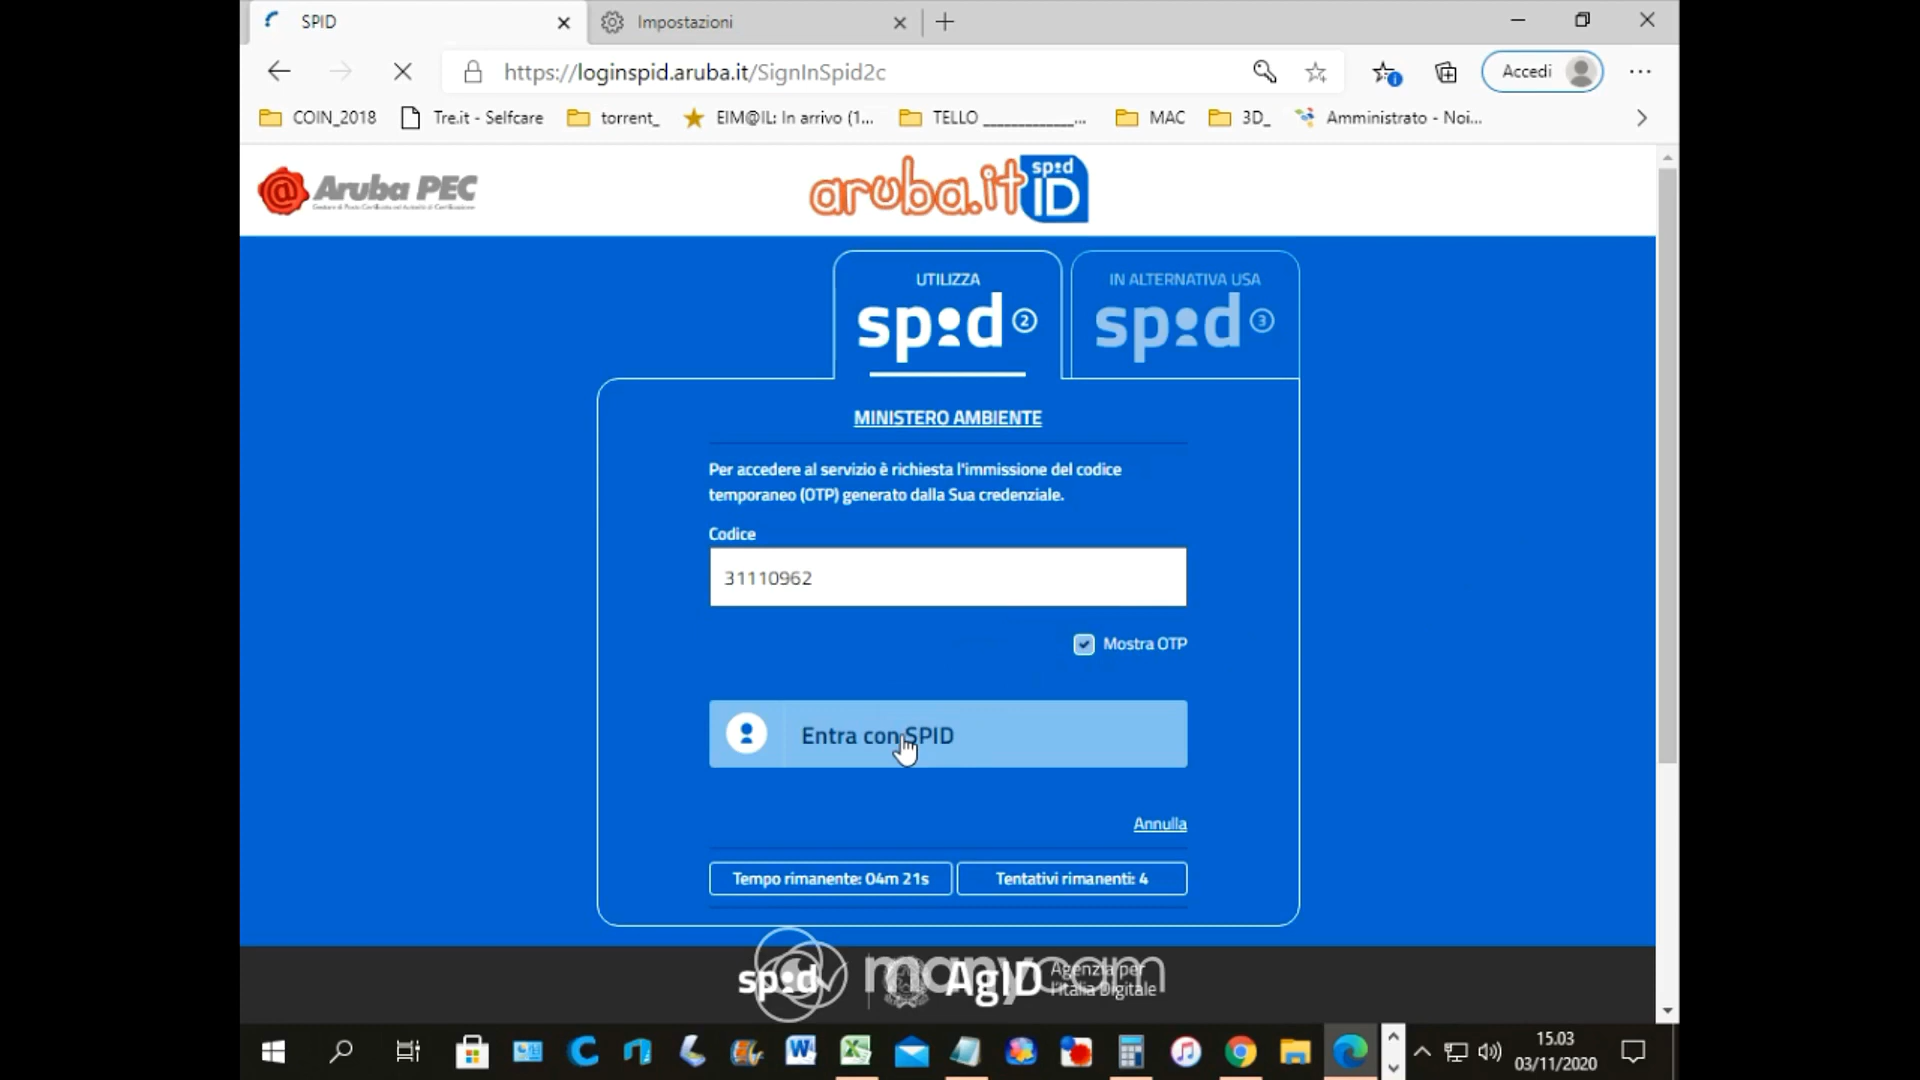 SPID
Impostazioni
https://loginspid.aruba.it/SignInSpid2c
Accedi
COIN_2018
Tre.it - Selfcare
torrent_
EIM@IL: In arrivo (1...
TELLO ____________...
MAC
3D_
Amministrato - Noi...
Aruba PEC
aruba.it
spid
ID
UTILIZZA
spid 2
IN ALTERNATIVA USA
spid 3
MINISTERO AMBIENTE
Per accedere al servizio è richiesta l'immissione del codice
temporaneo (OTP) generato dalla Sua credenziale.
Codice
31110962
Mostra OTP
Entra con SPID
Annulla
Tempo rimanente: 04m 21s
Tentativi rimanenti: 4
spid
manycam
AgID
Agenzia per
l'Italia Digitale
15.03
03/11/2020